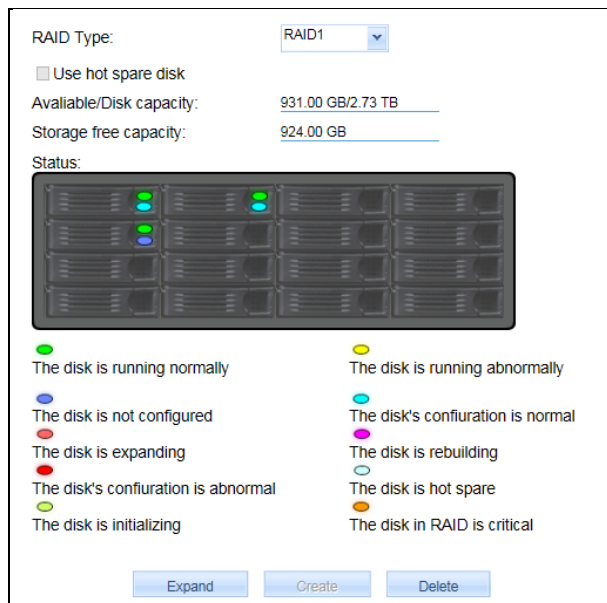 RAID Type: RAID1
Use hot spare disk
Avaliable/Disk capacity: 931.00 GB/2.73 TB
Storage free capacity: 924.00 GB
Status:
The disk is running normally The disk is running abnormally
The disk is not configured The disk's confiuration is normal
The disk is expanding The disk is rebuilding
The disk's confiuration is abnormal The disk is hot spare
The disk is initializing The disk in RAID is critical
Expand Create Delete